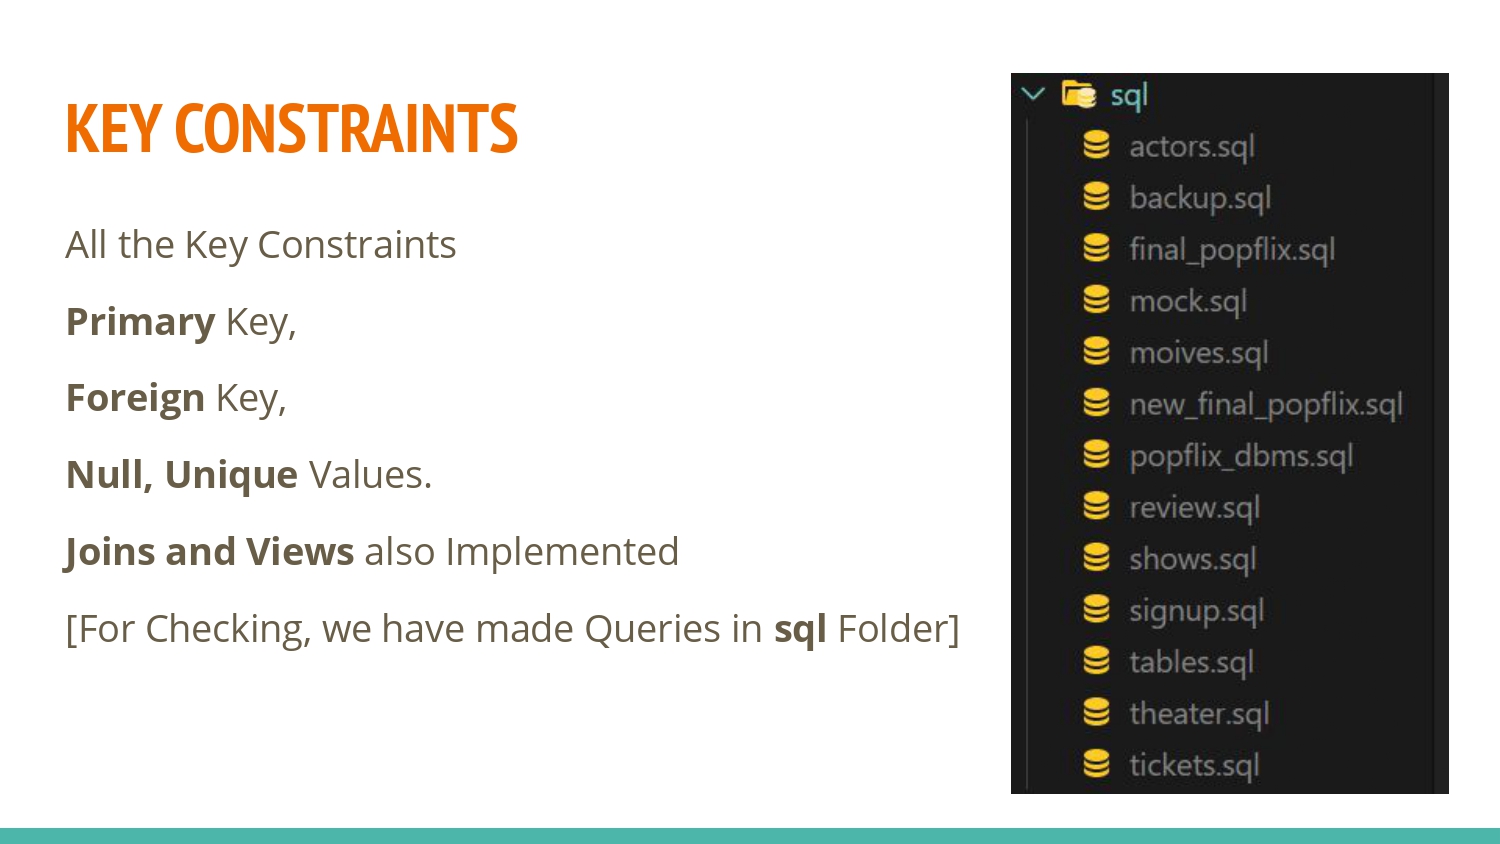 KEY CONSTRAINTS
All the Key Constraints
Primary Key,
Foreign Key,
Null, Unique Values.
Joins and Views also Implemented
[For Checking, we have made Queries in sql Folder]
sql
actors.sql
backup.sql
final_popflix.sql
mock.sql
moives.sql
new_final_popflix.sql
popflix_dbms.sql
review.sql
shows.sql
signup.sql
tables.sql
theater.sql
tickets.sql